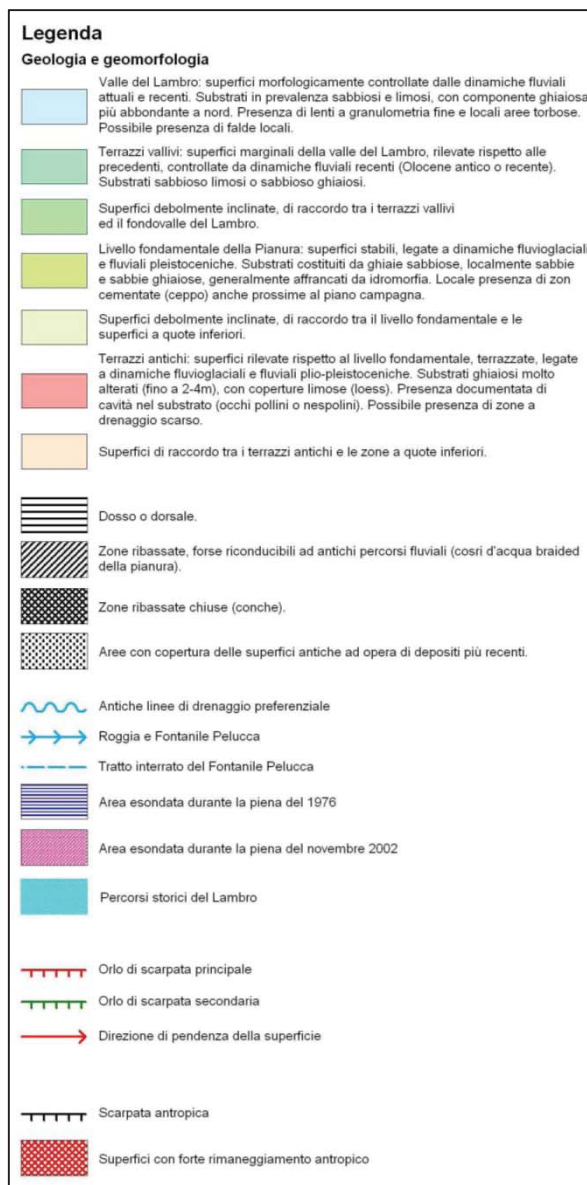 Legenda
Geologia e geomorfologia
Valle del Lambro: superfici morfologicamente controllate dalle dinamiche fluviali
attuali e recenti. Substrati in prevalenza sabbiosi e limosi, con componente ghiaiosa
più abbondante a nord. Presenza di lenti a granulometria fine e locali aree torbose.
Possibile presenza di falde locali.
Terrazzi vallivi: superfici marginali della valle del Lambro, rilevate rispetto alle
precedenti, controllate da dinamiche fluviali recenti (Olocene antico o recente).
Substrati sabbioso limosi o sabbioso ghiaiosi.
Superfici debolmente inclinate, di raccordo tra i terrazzi vallivi
ed il fondovalle del Lambro.
Livello fondamentale della Pianura: superfici stabili, legate a dinamiche fluvioglaciali
e fluviali pleistoceniche. Substrati costituiti da ghiaie sabbiose, localmente sabbie
e sabbie ghiaiose, generalmente affrancati da idromorfia. Locale presenza di zon
cementate (ceppo) anche prossime al piano campagna.
Superfici debolmente inclinate, di raccordo tra il livello fondamentale e le
superfici a quote inferiori.
Terrazzi antichi: superfici rilevate rispetto al livello fondamentale, terrazzate, legate
a dinamiche fluvioglaciali e fluviali plio-pleistoceniche. Substrati ghiaiosi molto
alterati (fino a 2-4m), con coperture limose (loess). Presenza documentata di
cavità nel substrato (occhi pollini o nespolini). Possibile presenza di zone a
drenaggio scarso.
Superfici di raccordo tra i terrazzi antichi e le zone a quote inferiori.
Dosso o dorsale.
Zone ribassate, forse riconducibili ad antichi percorsi fluviali (cosri d'acqua braided
della pianura).
Zone ribassate chiuse (conche).
Aree con copertura delle superfici antiche ad opera di depositi più recenti.
Antiche linee di drenaggio preferenziale
Roggia e Fontanile Pelucca
Tratto interrato del Fontanile Pelucca
Area esondata durante la piena del 1976
Area esondata durante la piena del novembre 2002
Percorsi storici del Lambro
Orlo di scarpata principale
Orlo di scarpata secondaria
Direzione di pendenza della superficie
Scarpata antropica
Superfici con forte rimaneggiamento antropico